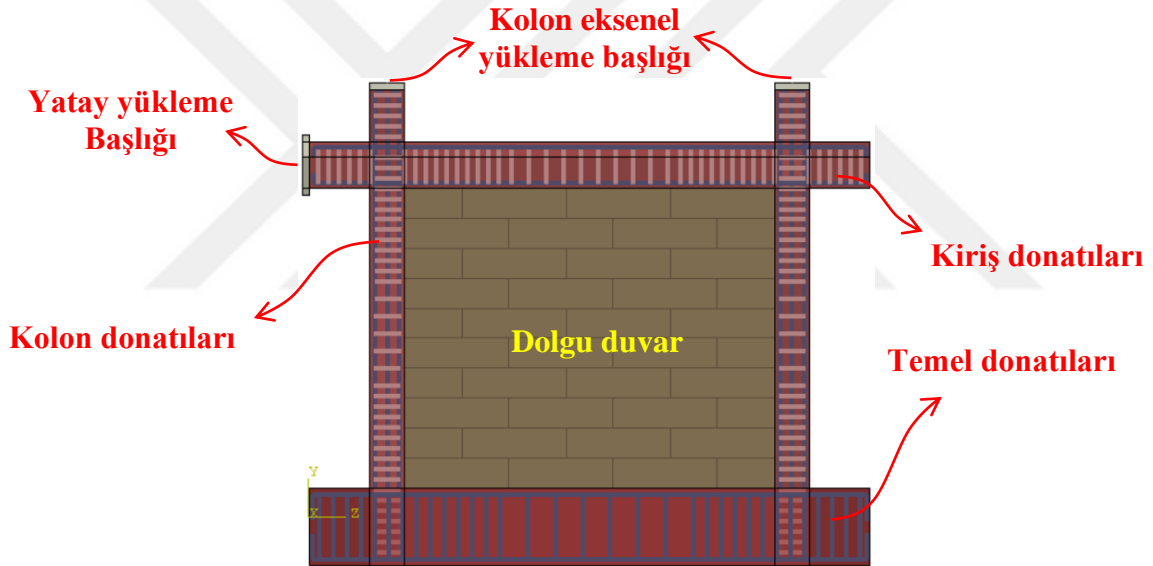 Kolon eksenel
yükleme başlığı
Yatay yükleme
Başlığı
Kiriş donatıları
Kolon donatıları
Dolgu duvar
Temel donatıları
Y
X
Z